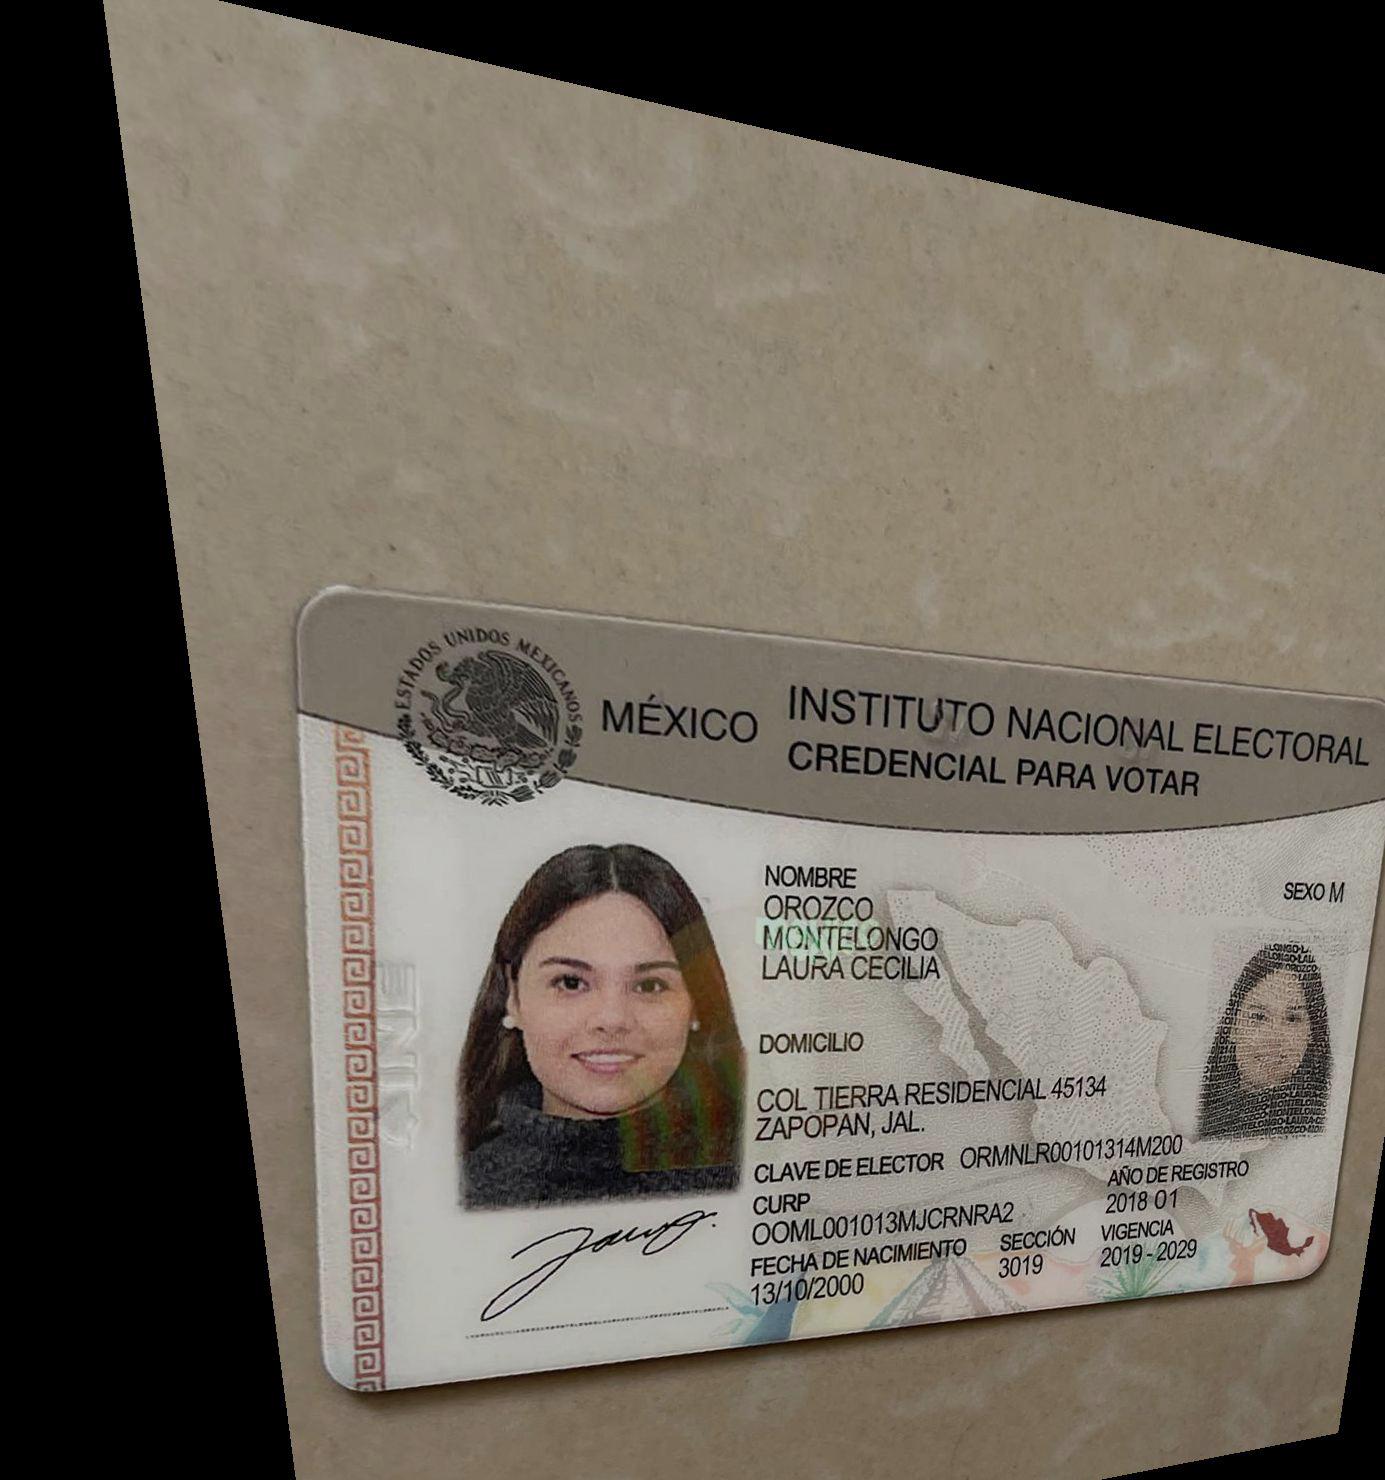 ESTADOS UNIDOS MEXICANOS
MÉXICO
INSTITUTO NACIONAL ELECTORAL
CREDENCIAL PARA VOTAR
NOMBRE
OROZCO
MONTELONGO
LAURA CECILIA
SEXO M
DOMICILIO
COL TIERRA RESIDENCIAL 45134
ZAPOPAN, JAL.
CLAVE DE ELECTOR ORMNLR00101314M200
CURP
OOML001013MJCRNRA2
AÑO DE REGISTRO
2018 01
FECHA DE NACIMIENTO
13/10/2000
SECCIÓN
3019
VIGENCIA
2019 - 2029
INE